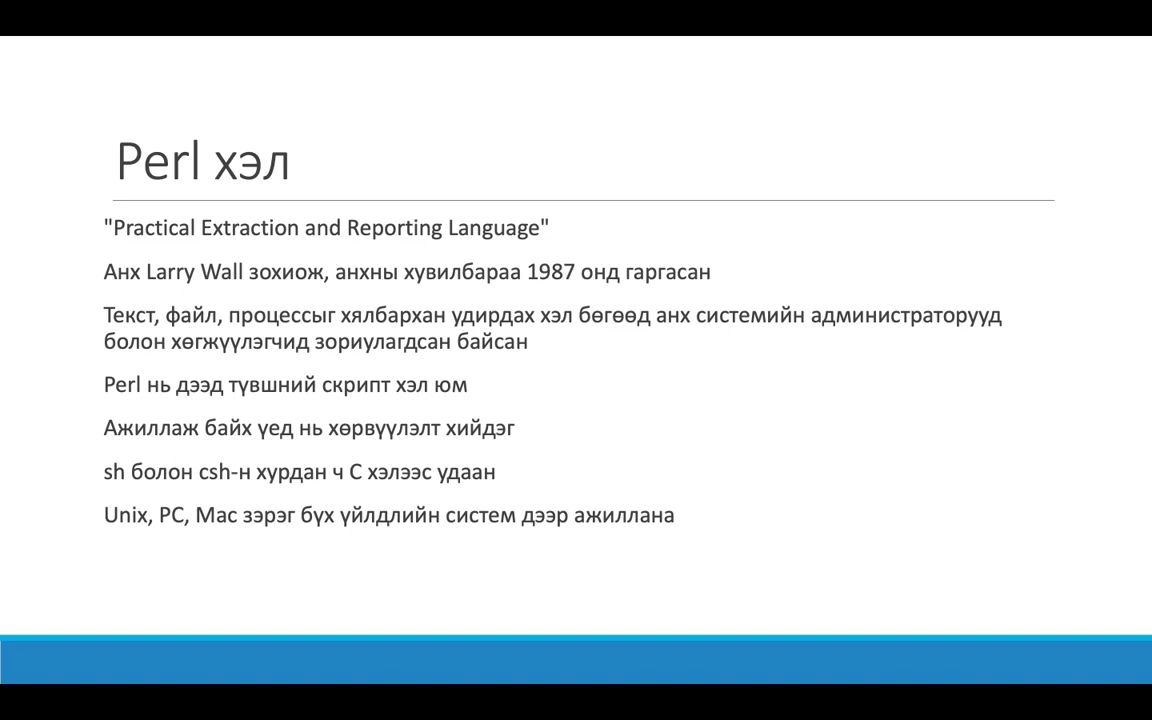 Perl хэл
"Practical Extraction and Reporting Language"
Анх Larry Wall зохиож, анхны хувилбараа 1987 онд гаргасан
Текст, файл, процессыг хялбархан удирдах хэл бөгөөд анх системийн администраторууд
болон хөгжүүлэгчид зориулагдсан байсан
Perl нь дээд түвшний скрипт хэл юм
Ажиллаж байх үед нь хөрвүүлэлт хийдэг
sh болон csh-н хурдан ч C хэлээс удаан
Unix, PC, Mac зэрэг бүх үйлдлийн систем дээр ажиллана